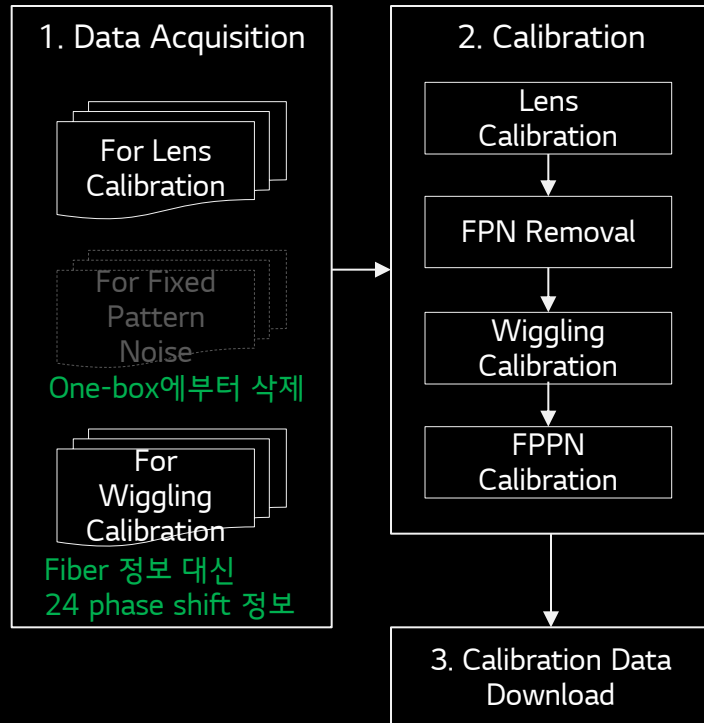 1. Data Acquisition
For Lens
Calibration
For Fixed
Pattern
Noise
One-box에부터 삭제
For
Wiggling
Calibration
Fiber 정보 대신
24 phase shift 정보
2. Calibration
Lens
Calibration
FPN Removal
Wiggling
Calibration
FPPN
Calibration
3. Calibration Data
Download